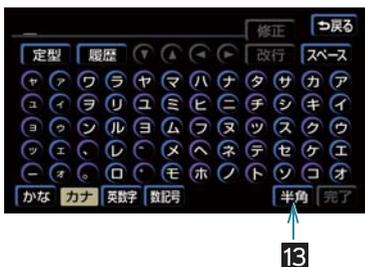 修正 戻る
定型 履歴 ▼ ▲ ◀ ▶ 改行 スペース
ャ ァ ワ ラ ヤ マ ハ ナ タ サ カ ア
ュ ィ ヲ リ ユ ミ ヒ ニ チ シ キ イ
ョ ゥ ン ル ヨ ム フ ヌ ツ ス ク ウ
ッ ェ 、 レ ゛ メ ヘ ネ テ セ ケ エ
ー ォ 。 ロ ゜ モ ホ ノ ト ソ コ オ
かな カナ 英数字 数記号 半角 完了
13